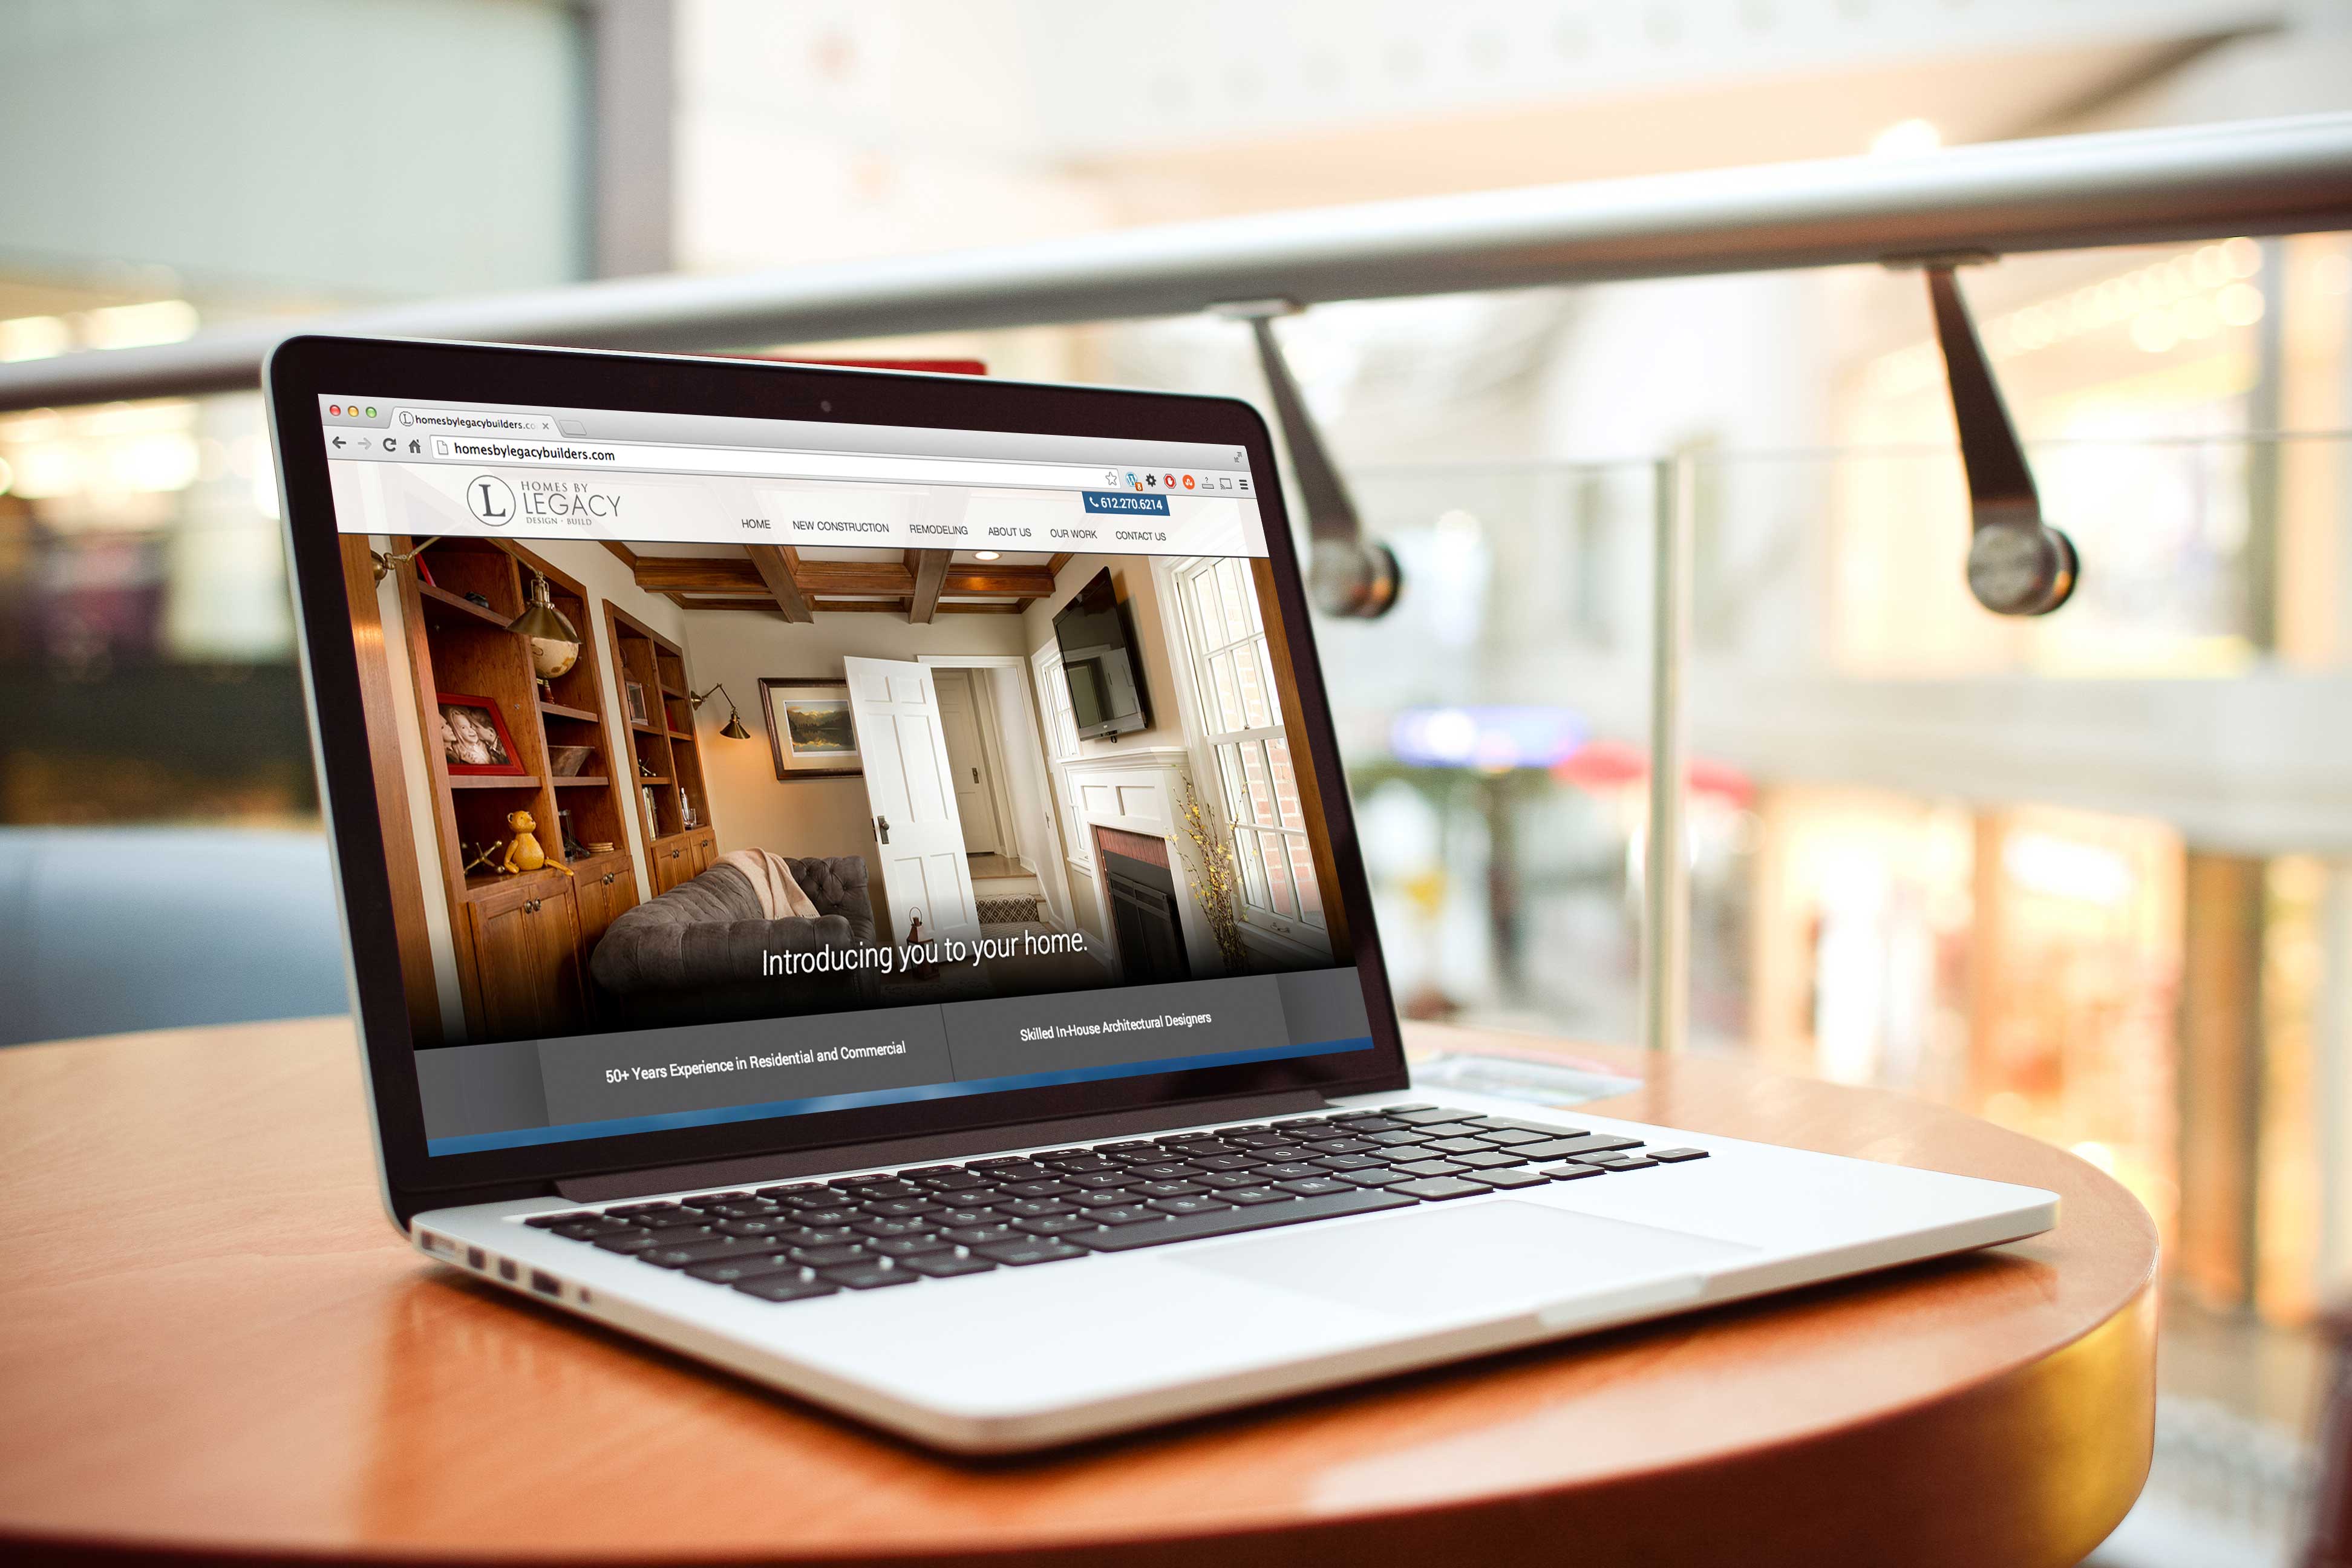 homesbylegacybuilders.co
homesbylegacybuilders.com
L
HOMES BY
LEGACY
DESIGN · BUILD
612.270.6214
HOME NEW CONSTRUCTION REMODELING ABOUT US OUR WORK CONTACT US
Introducing you to your home.
50+ Years Experience in Residential and Commercial
Skilled In-House Architectural Designers